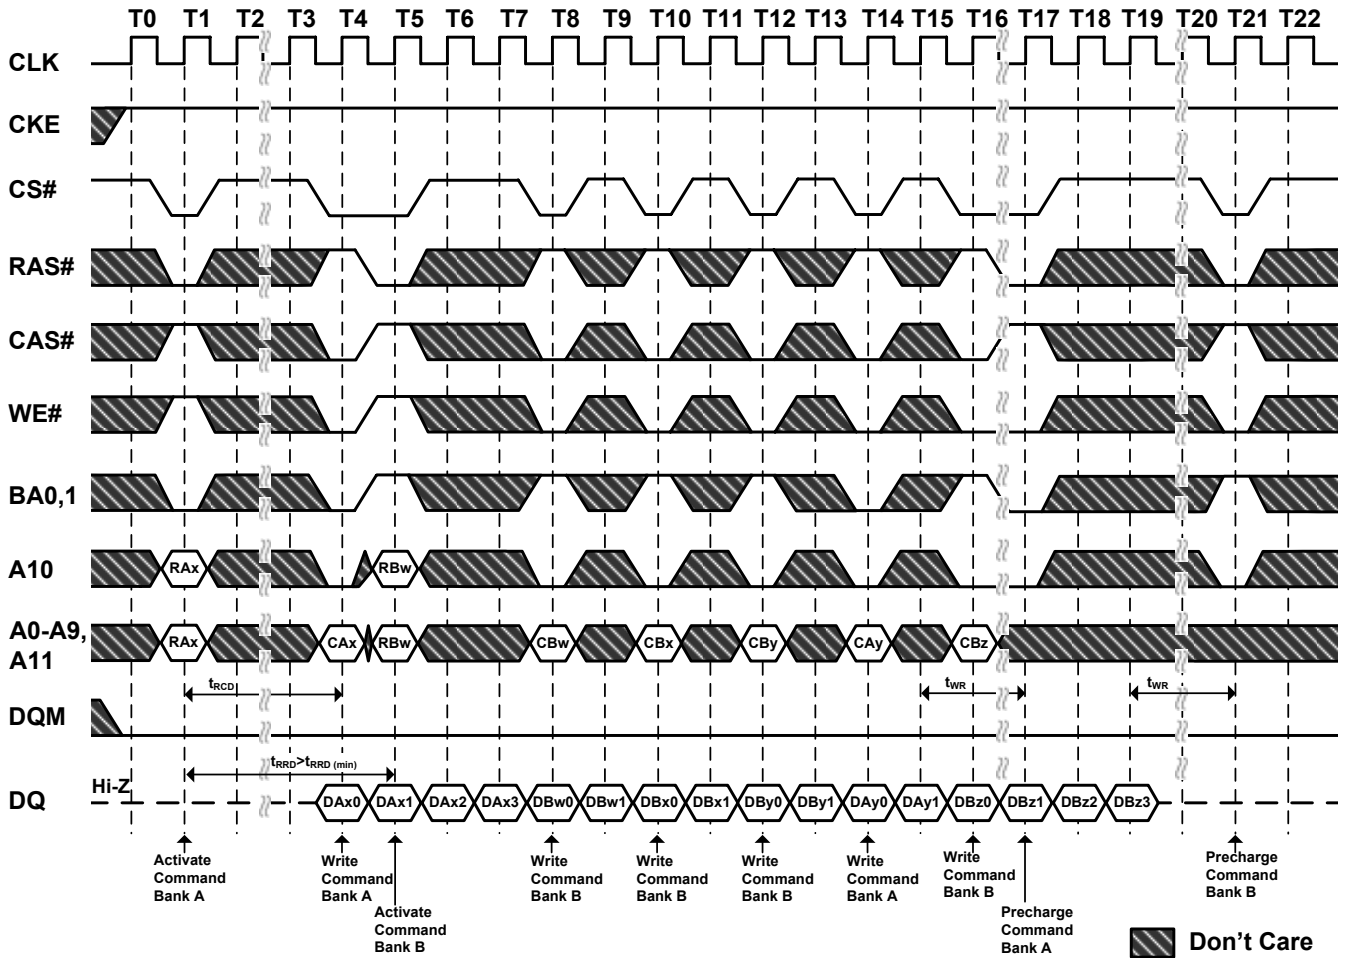 T0 T1 T2 T3 T4 T5 T6 T7 T8 T9 T10 T11 T12 T13 T14 T15 T16 T17 T18 T19 T20 T21 T22
CLK
CKE
CS#
RAS#
CAS#
WE#
BA0,1
A10
RAx RBw
A0-A9,
A11
RAx CAx RBw CBw CBx CBy CAy CBz
tRCD tWR tWR
DQM
tRRD>tRRD (min)
Hi-Z
DQ
DAx0 DAx1 DAx2 DAx3 DBw0 DBw1 DBx0 DBx1 DBy0 DBy1 DAy0 DAy1 DBz0 DBz1 DBz2 DBz3
Activate
Command
Bank A
Write
Command
Bank A
Activate
Command
Bank B
Write
Command
Bank B
Write
Command
Bank B
Write
Command
Bank B
Write
Command
Bank A
Write
Command
Bank B
Precharge
Command
Bank A
Precharge
Command
Bank B
Don't Care